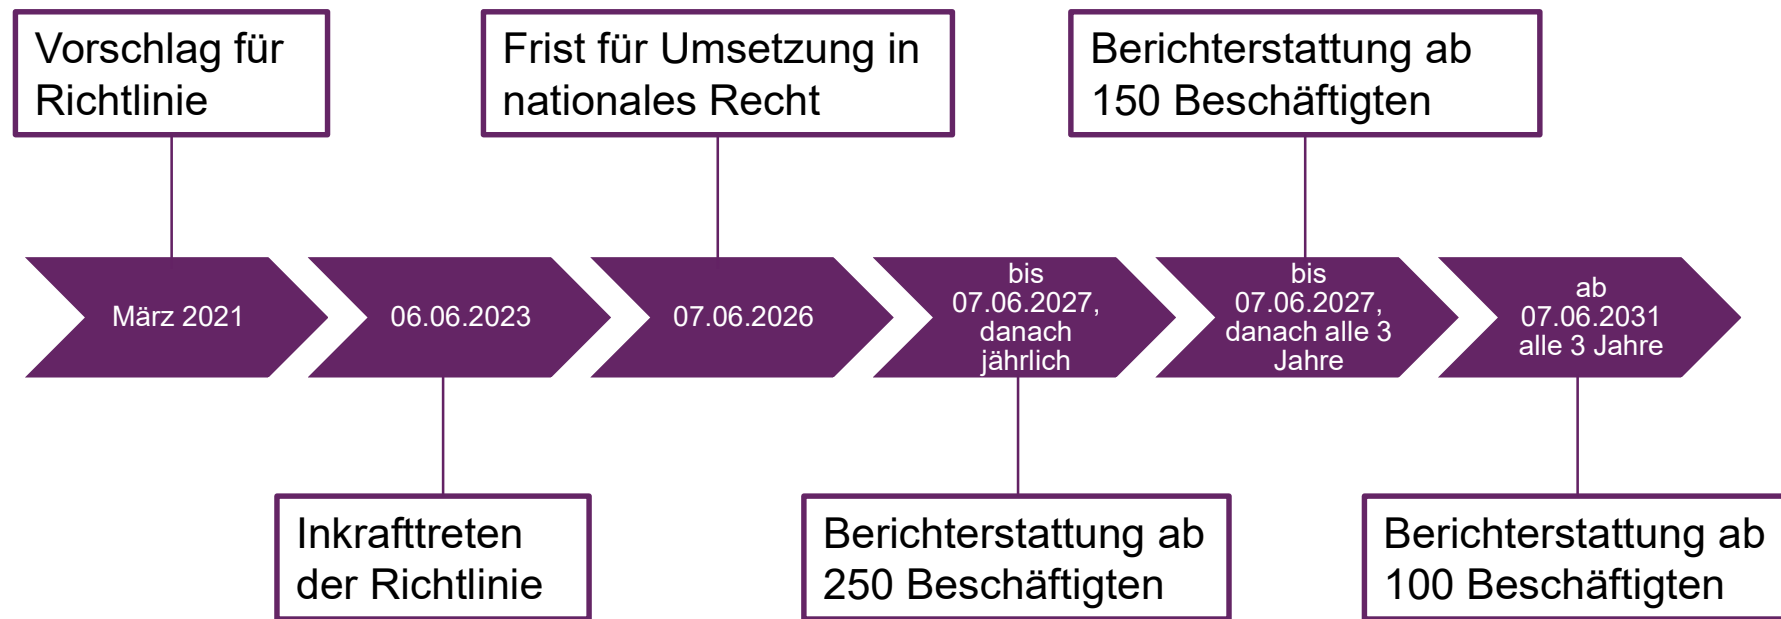 Vorschlag für
Richtlinie
Frist für Umsetzung in
nationales Recht
Berichterstattung ab
150 Beschäftigten
März 2021
06.06.2023
07.06.2026
bis
07.06.2027,
danach
jährlich
bis
07.06.2027,
danach alle 3
Jahre
ab
07.06.2031
alle 3 Jahre
Inkrafttreten
der Richtlinie
Berichterstattung ab
250 Beschäftigten
Berichterstattung ab
100 Beschäftigten